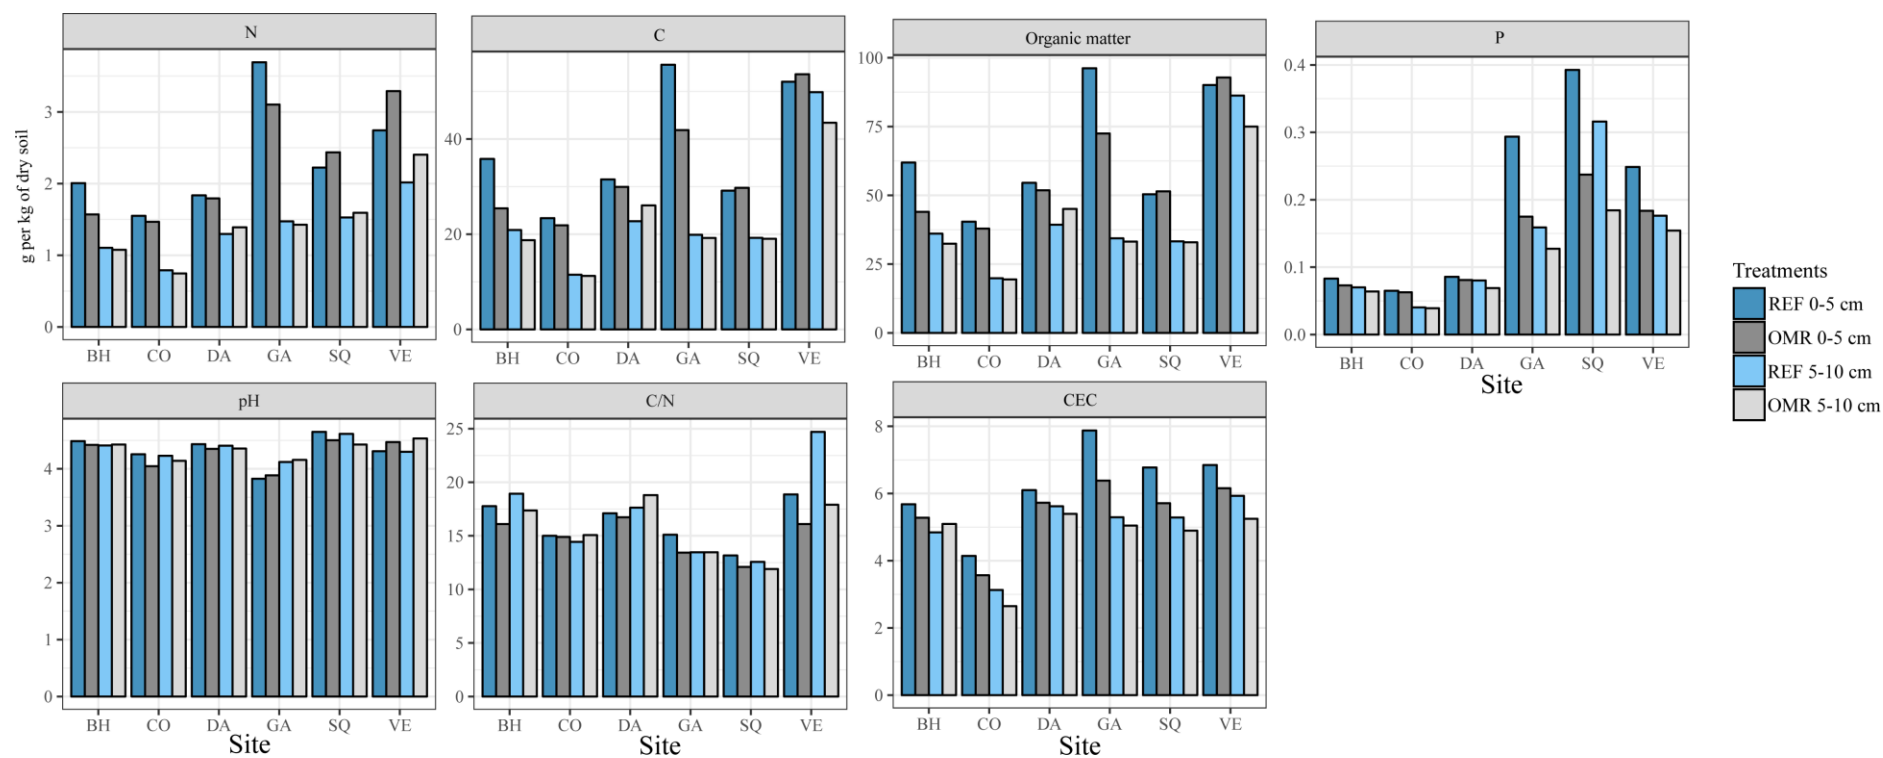 N
C
Organic matter
P
g per kg of dry soil
3
2
1
0
BH CO DA GA SQ VE
40
20
0
BH CO DA GA SQ VE
100
75
50
25
0
BH CO DA GA SQ VE
0.4
0.3
0.2
0.1
0.0
BH CO DA GA SQ VE
Site
Treatments
REF 0-5 cm
OMR 0-5 cm
REF 5-10 cm
OMR 5-10 cm
pH
C/N
CEC
4
3
2
1
0
BH CO DA GA SQ VE
Site
25
20
15
10
5
0
BH CO DA GA SQ VE
Site
8
6
4
2
0
BH CO DA GA SQ VE
Site